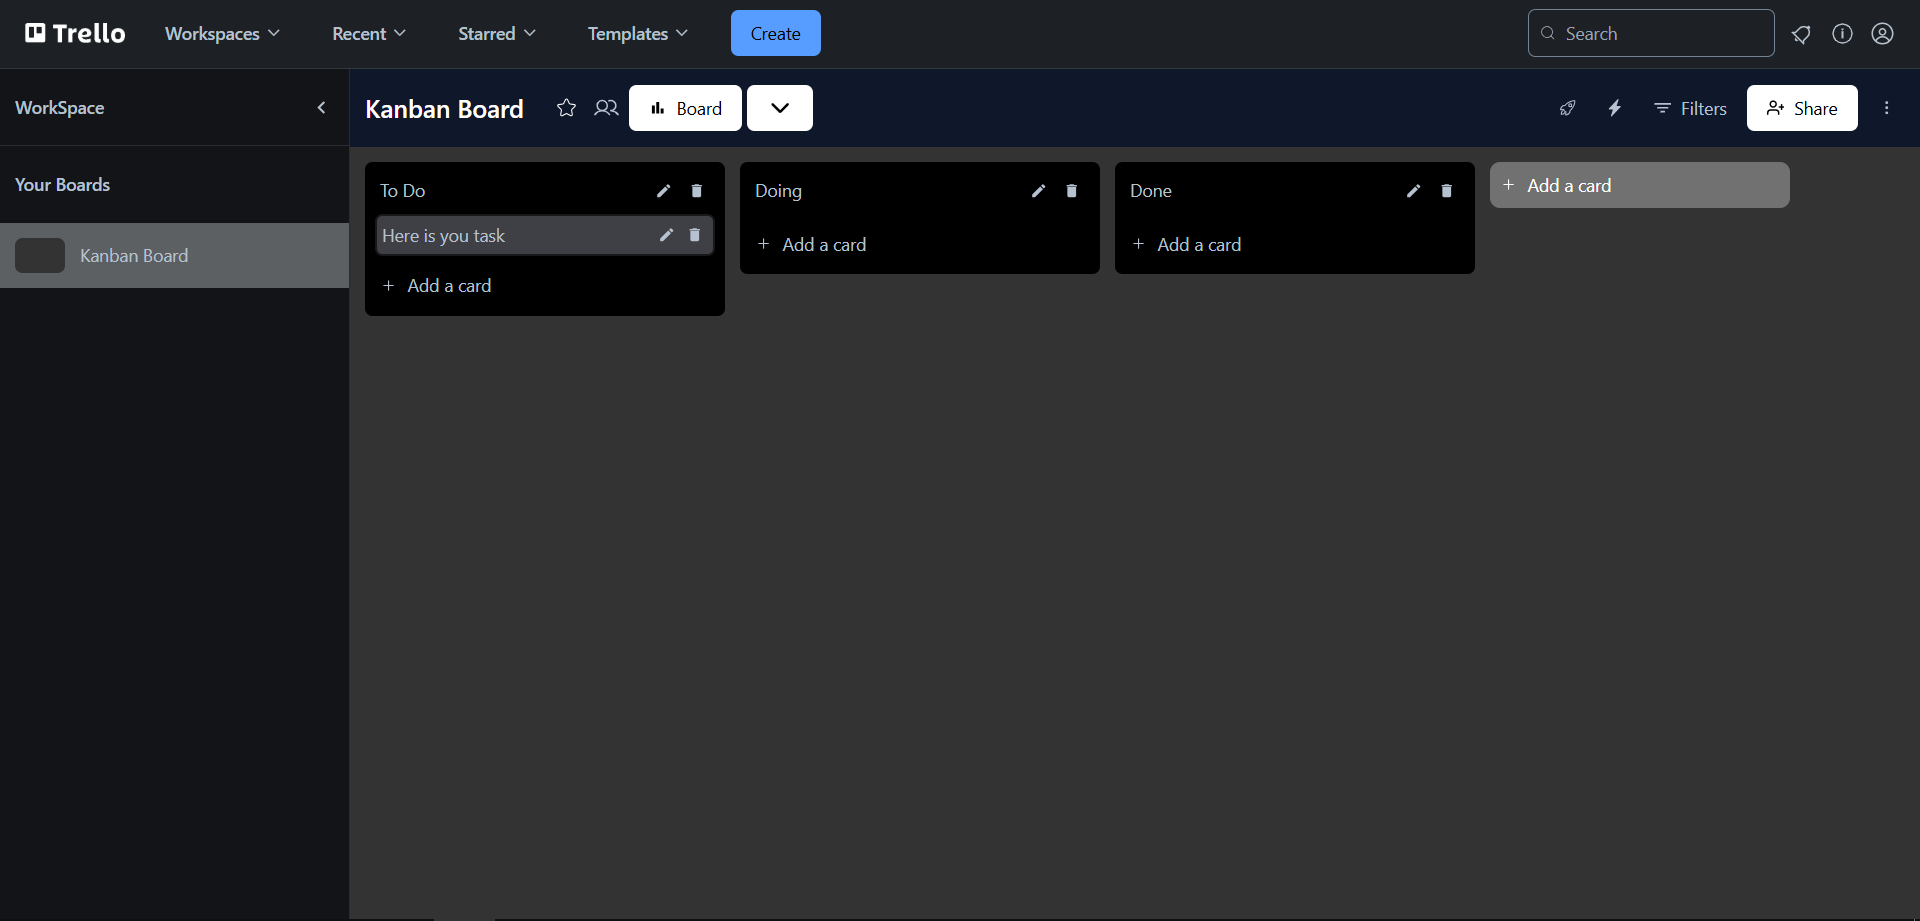 Trello
Workspaces
Recent
Starred
Templates
Create
Search
WorkSpace
Kanban Board
Board
Filters
Share
Your Boards
Kanban Board
To Do
Here is you task
Add a card
Doing
Add a card
Done
Add a card
Add a card